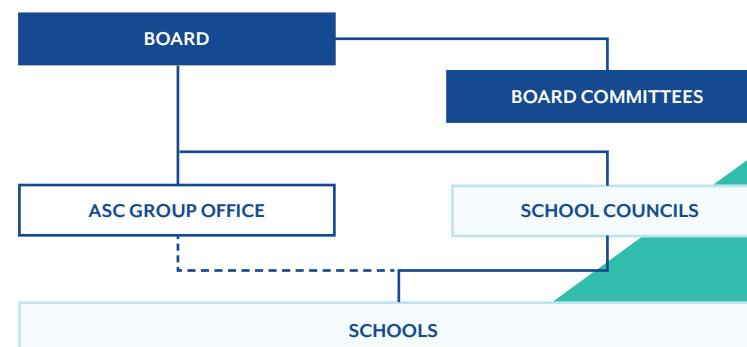 BOARD
BOARD COMMITTEES
ASC GROUP OFFICE
SCHOOL COUNCILS
SCHOOLS